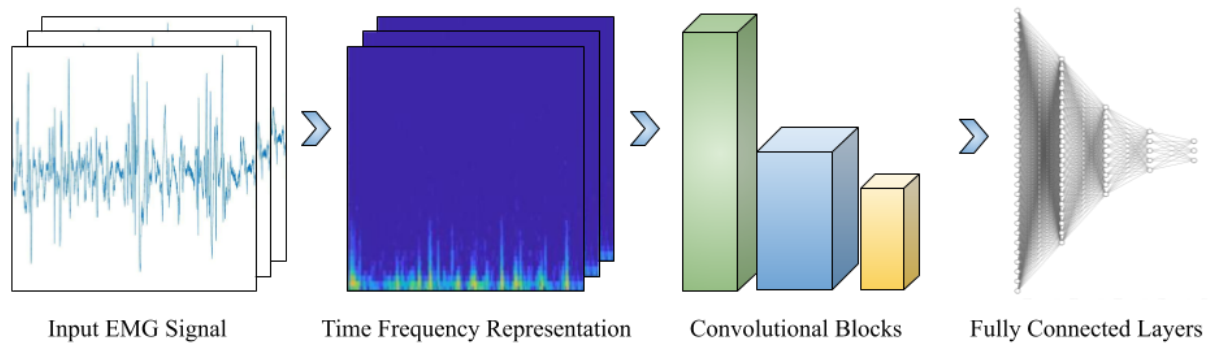 Input EMG Signal
Time Frequency Representation
Convolutional Blocks
Fully Connected Layers